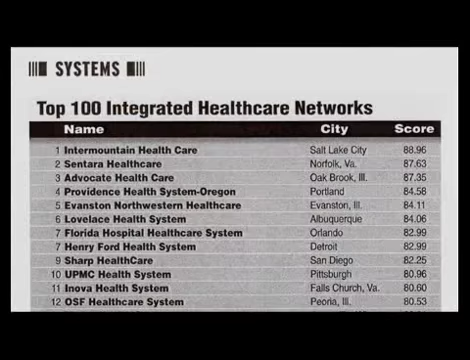 SYSTEMS
Top 100 Integrated Healthcare Networks
Name City Score
1 Intermountain Health Care Salt Lake City 88.96
2 Sentara Healthcare Norfolk, Va. 87.63
3 Advocate Health Care Oak Brook, Ill. 87.35
4 Providence Health System-Oregon Portland 84.58
5 Evanston Northwestern Healthcare Evanston, Ill. 84.11
6 Lovelace Health System Albuquerque 84.06
7 Florida Hospital Healthcare System Orlando 82.99
7 Henry Ford Health System Detroit 82.99
9 Sharp HealthCare San Diego 82.25
10 UPMC Health System Pittsburgh 80.96
11 Inova Health System Falls Church, Va. 80.60
12 OSF Healthcare System Peoria, Ill. 80.53